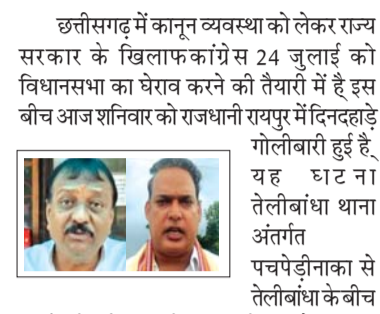 छत्तीसगढ़ में कानून व्यवस्था को लेकर राज्य
सरकार के खिलाफकांग्रेस 24 जुलाई को
विधानसभा का घेराव करने की तैयारी में है् इस
बीच आज शनिवार को राजधानी रायपुर में दिनदहाड़े
गोलीबारी हुई है्
यह घटना
तेलीबांधा थाना
अंतर्गत
पचपेड़ीनाका से
तेलीबांधा के बीच